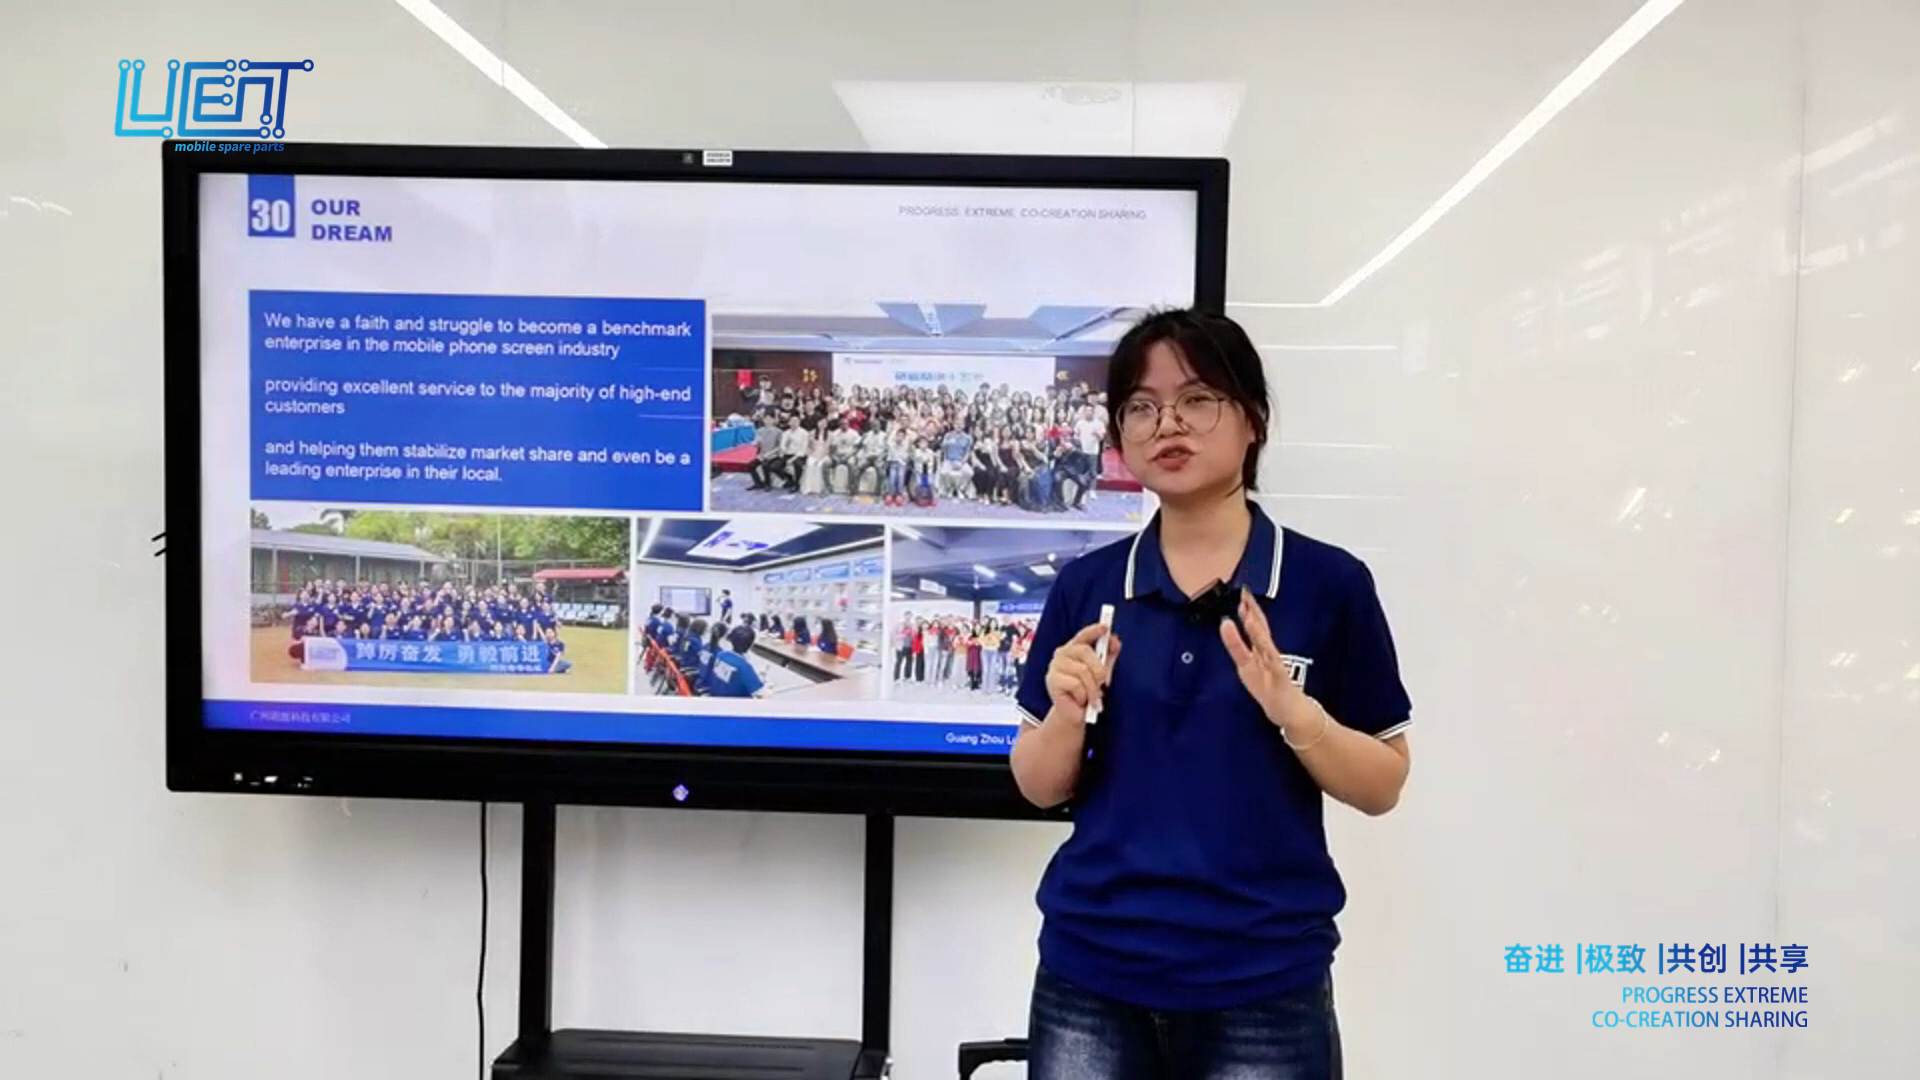 LCENT
mobile spare parts
30
OUR
DREAM
PROGRESS EXTREME CO-CREATION SHARING
We have a faith and struggle to become a benchmark
enterprise in the mobile phone screen industry
providing excellent service to the majority of high-end
customers
and helping them stabilize market share and even be a
leading enterprise in their local.
踔厉奋发 勇毅前进
Guang Zhou
奋进 |极致 |共创 |共享
PROGRESS EXTREME
CO-CREATION SHARING